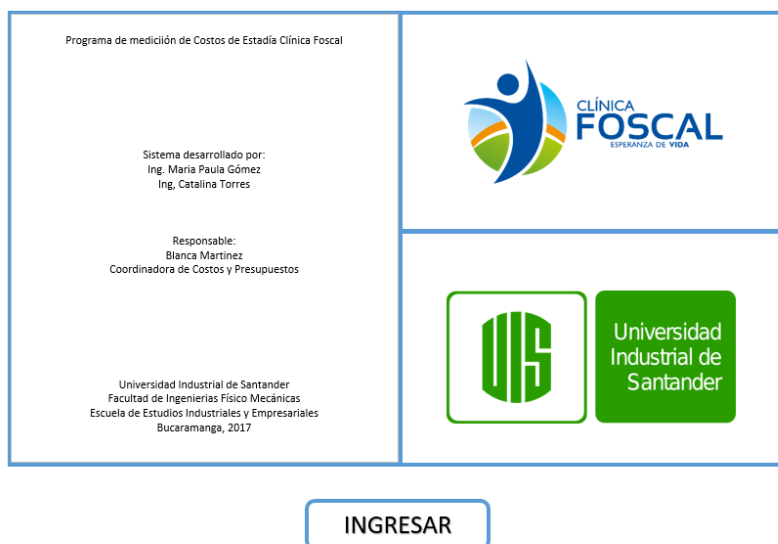 Programa de mediciión de Costos de Estadía Clínica Foscal
Sistema desarrollado por:
Ing. Maria Paula Gómez
Ing, Catalina Torres
Responsable:
Blanca Martinez
Coordinadora de Costos y Presupuestos
Universidad Industrial de Santander
Facultad de Ingenierias Físico Mecánicas
Escuela de Estudios Industriales y Empresariales
Bucaramanga, 2017
CLÍNICA
FOSCAL
ESPERANZA DE VIDA
UIS
Universidad
Industrial de
Santander
INGRESAR